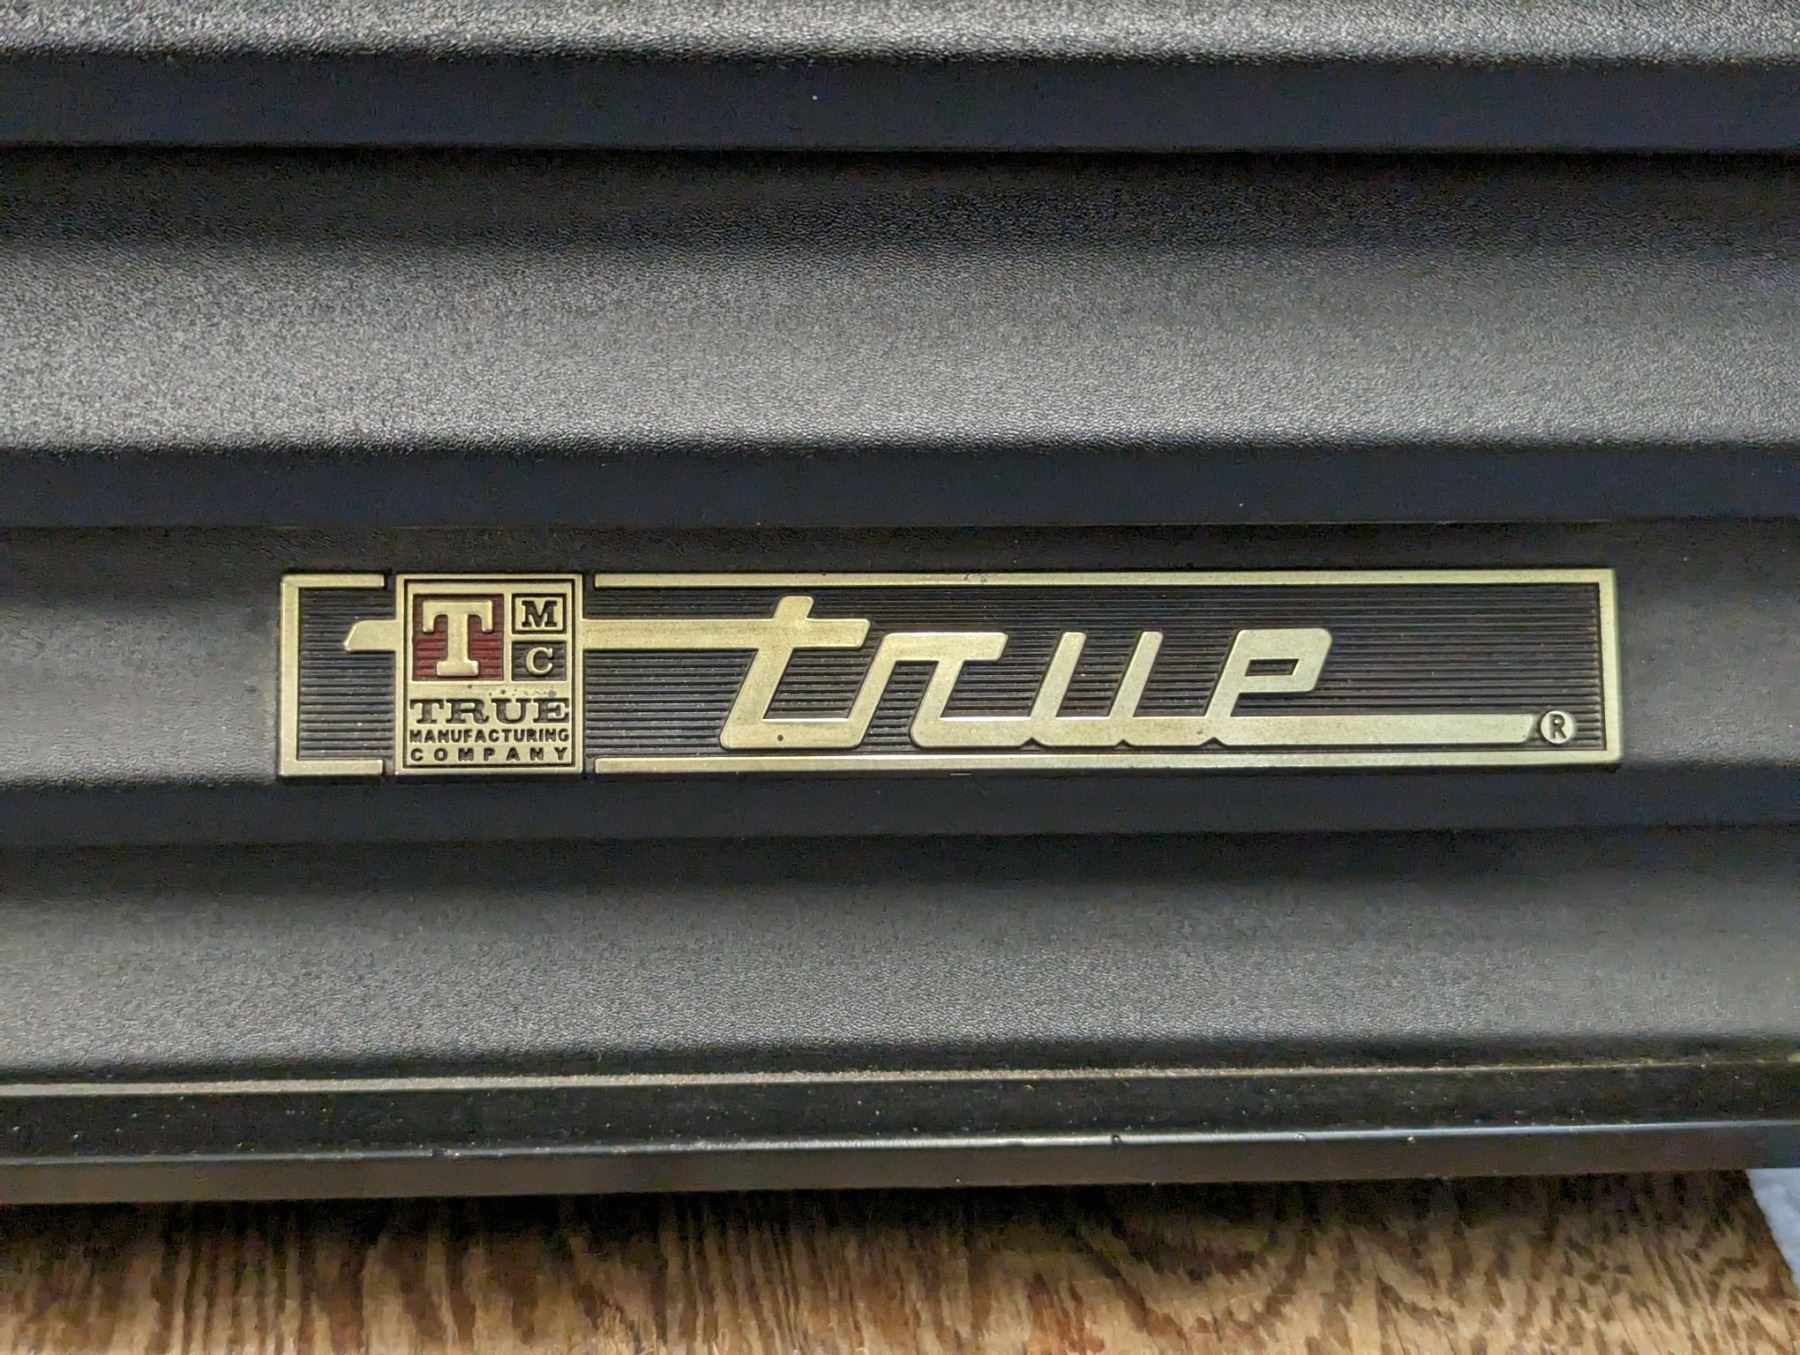 T M
C
TRUE
MANUFACTURING
COMPANY
true ®